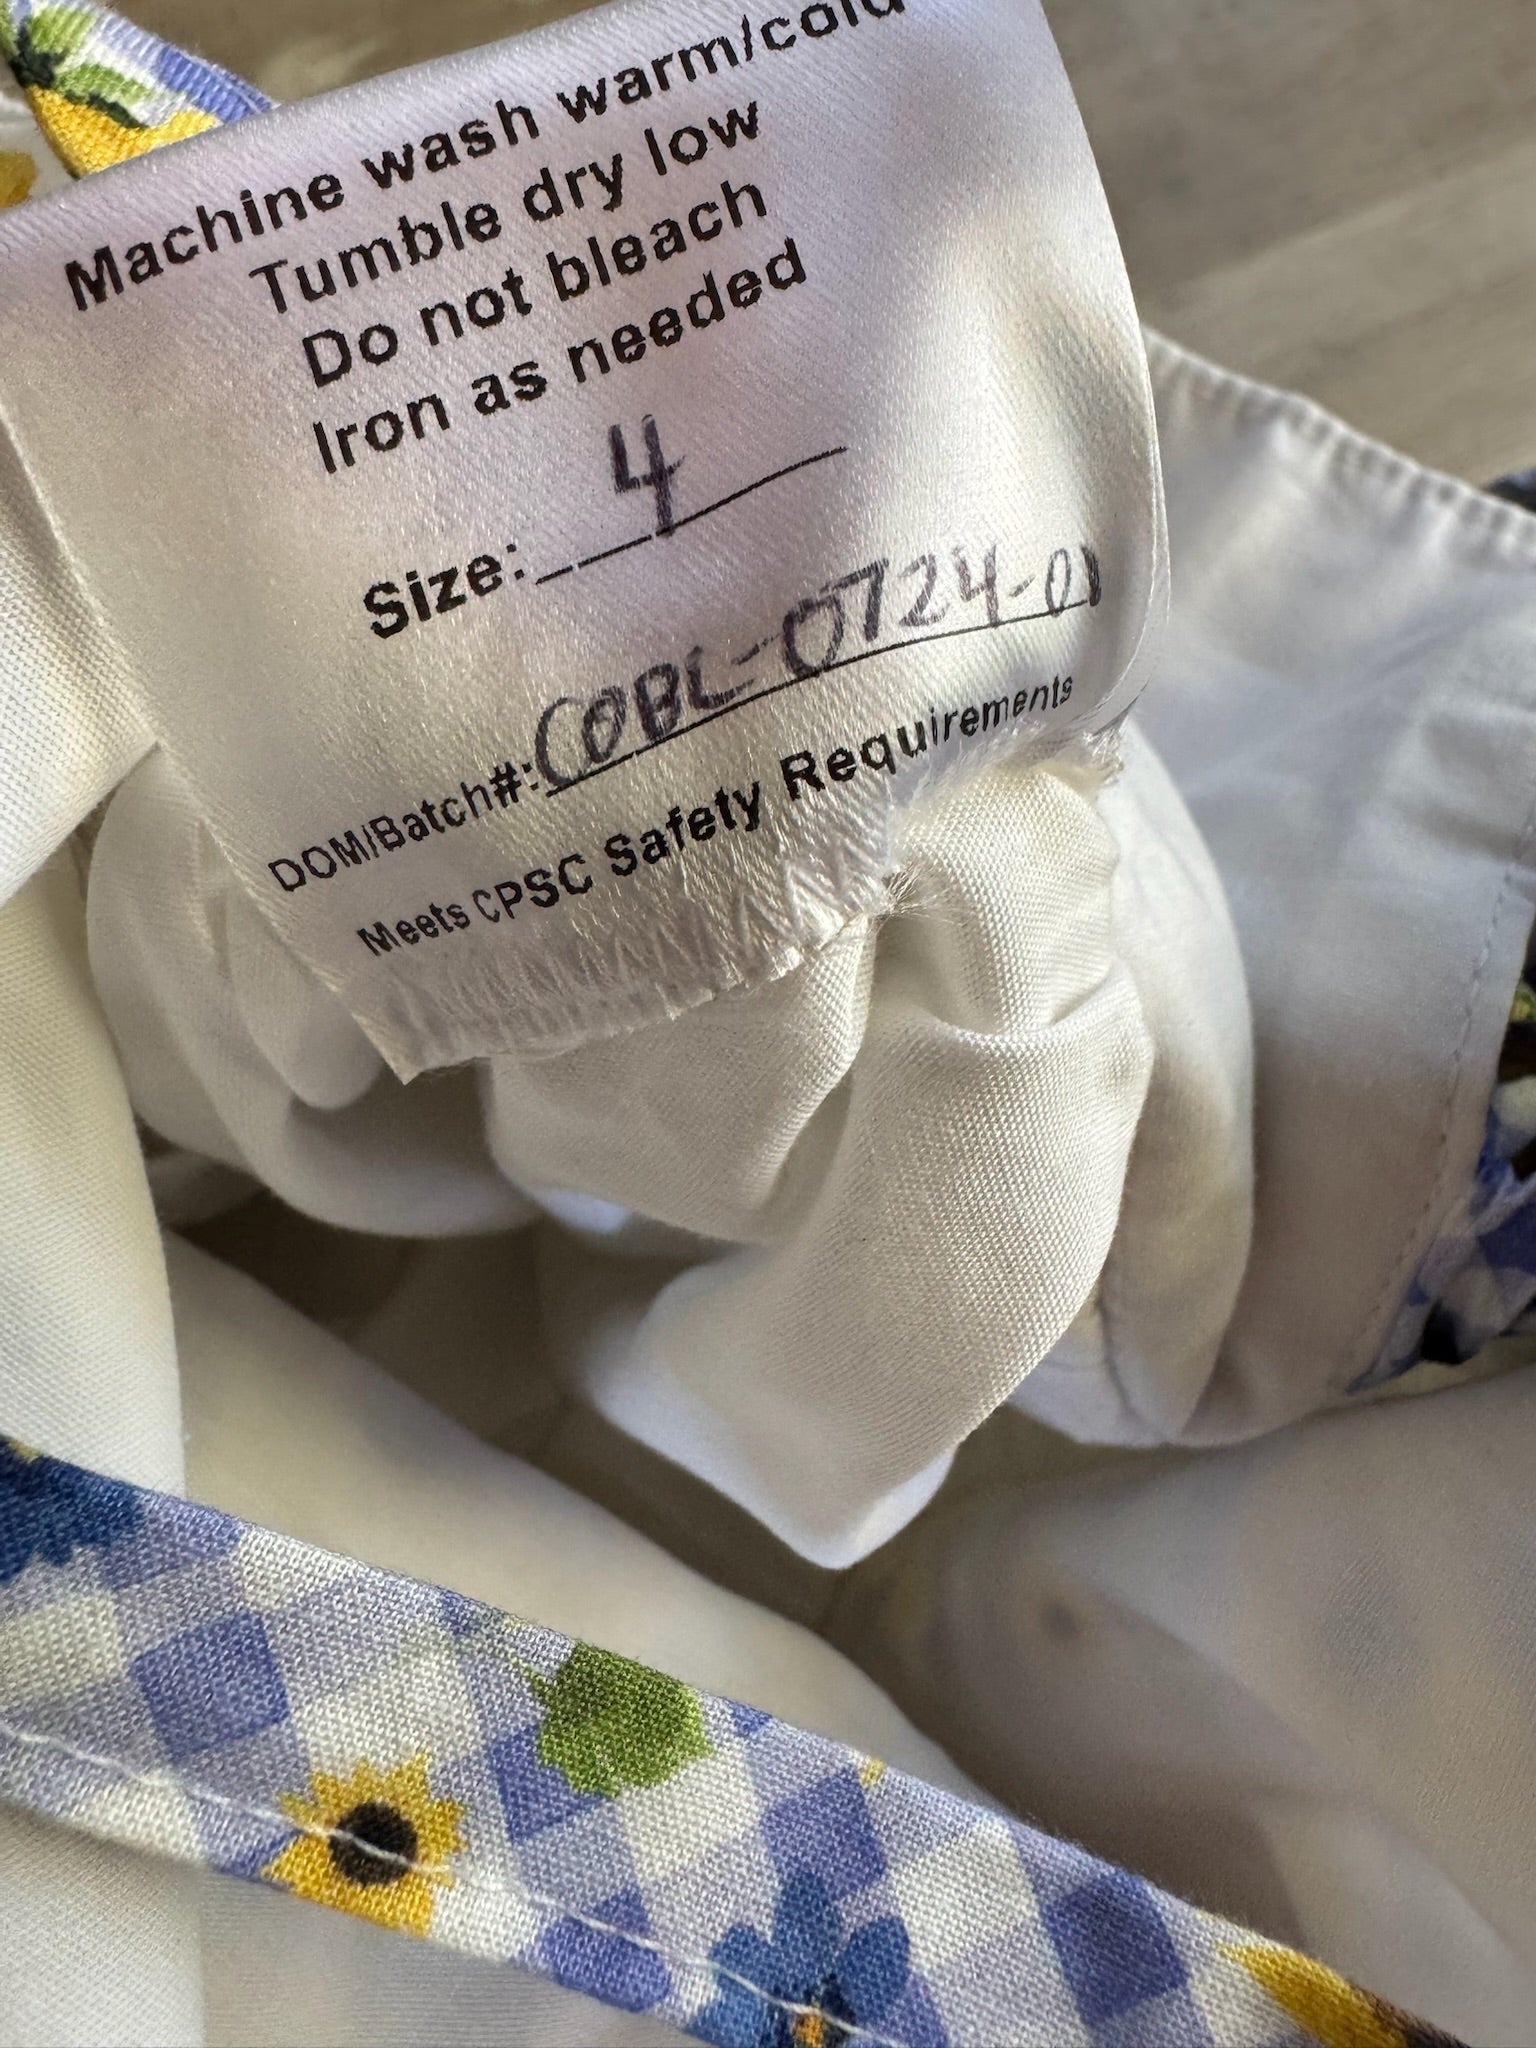 Machine wash warm/cold
Tumble dry low
Do not bleach
Iron as needed
Size: 4
DOM/Batch#: COBL-0724-01
Meets CPSC Safety Requirements